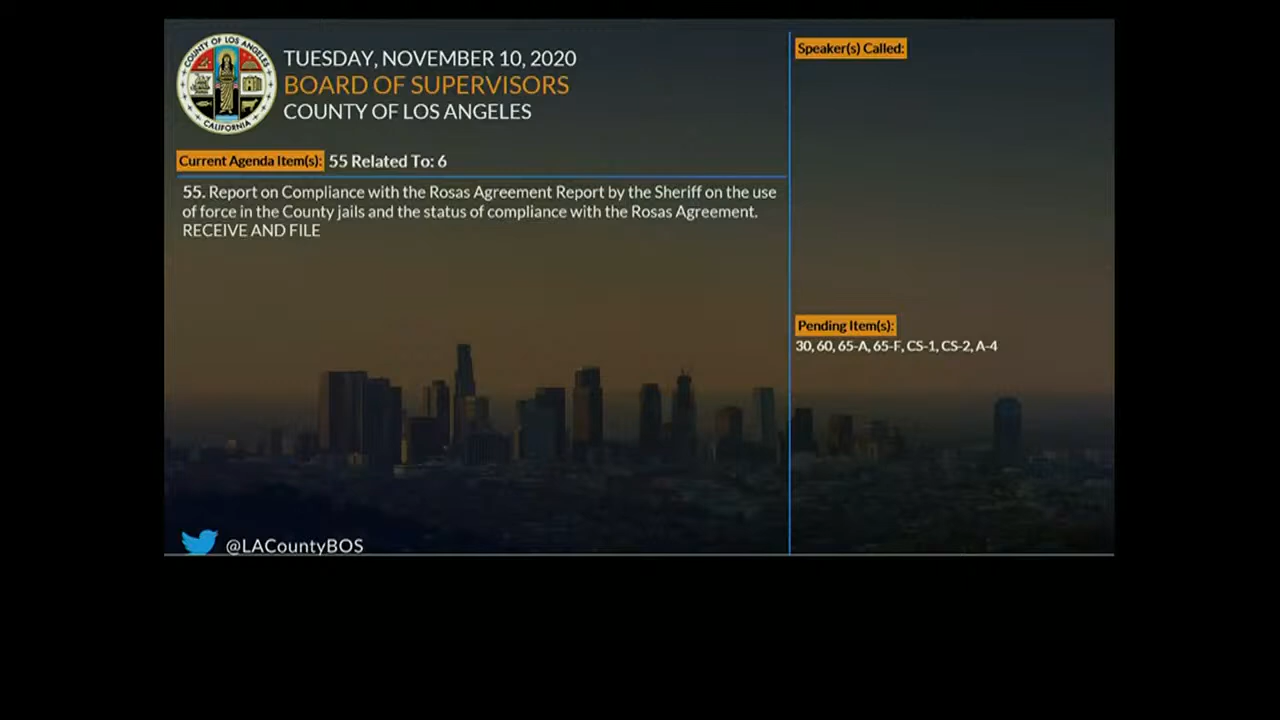 COUNTY OF LOS ANGELES
CALIFORNIA
TUESDAY, NOVEMBER 10, 2020
BOARD OF SUPERVISORS
COUNTY OF LOS ANGELES
Current Agenda Item(s): 55 Related To: 6
55. Report on Compliance with the Rosas Agreement Report by the Sheriff on the use
of force in the County jails and the status of compliance with the Rosas Agreement.
RECEIVE AND FILE
@LACountyBOS
Speaker(s) Called:
Pending Item(s):
30, 60, 65-A, 65-F, CS-1, CS-2, A-4